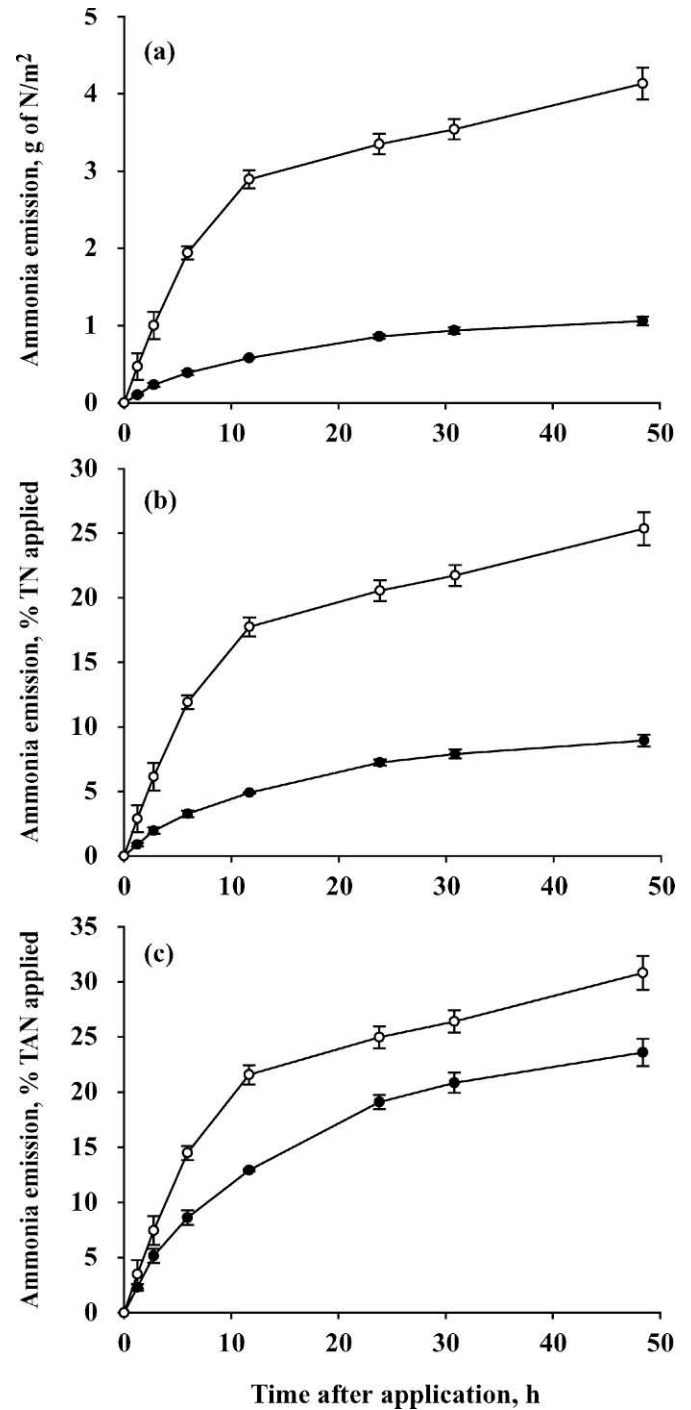 (a)
Ammonia emission, g of N/m²
5
4
3
2
1
0
0 10 20 30 40 50
(b)
Ammonia emission, % TN applied
30
25
20
15
10
5
0
0 10 20 30 40 50
(c)
Ammonia emission, % TAN applied
35
30
25
20
15
10
5
0
0 10 20 30 40 50
Time after application, h